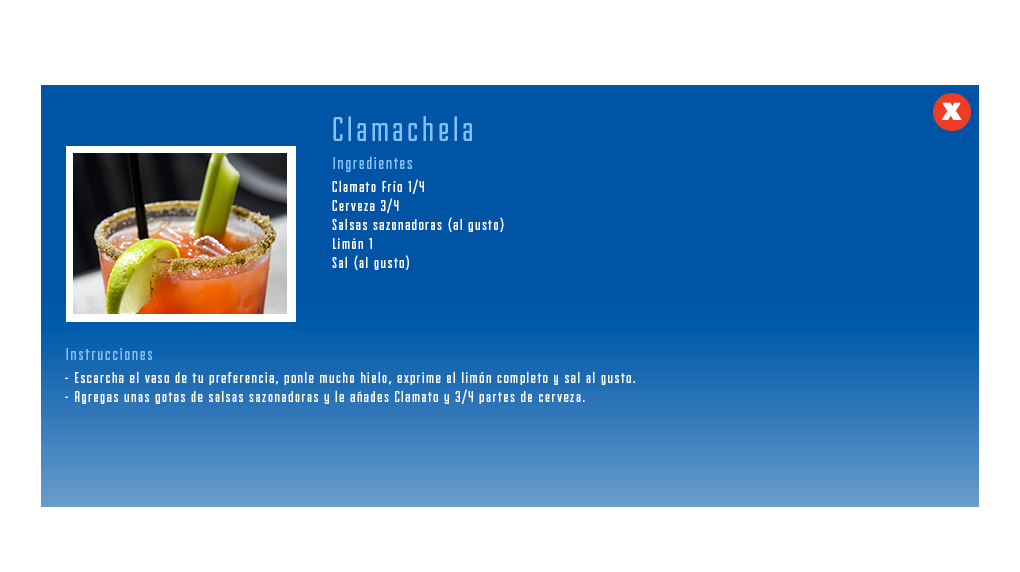 X
Clamachela
Ingredientes
Clamato Frío 1/4
Cerveza 3/4
Salsas sazonadoras (al gusto)
Limón 1
Sal (al gusto)
Instrucciones
- Escarcha el vaso de tu preferencia, ponle mucho hielo, exprime el limón completo y sal al gusto.
- Agregas unas gotas de salsas sazonadoras y le añades Clamato y 3/4 partes de cerveza.